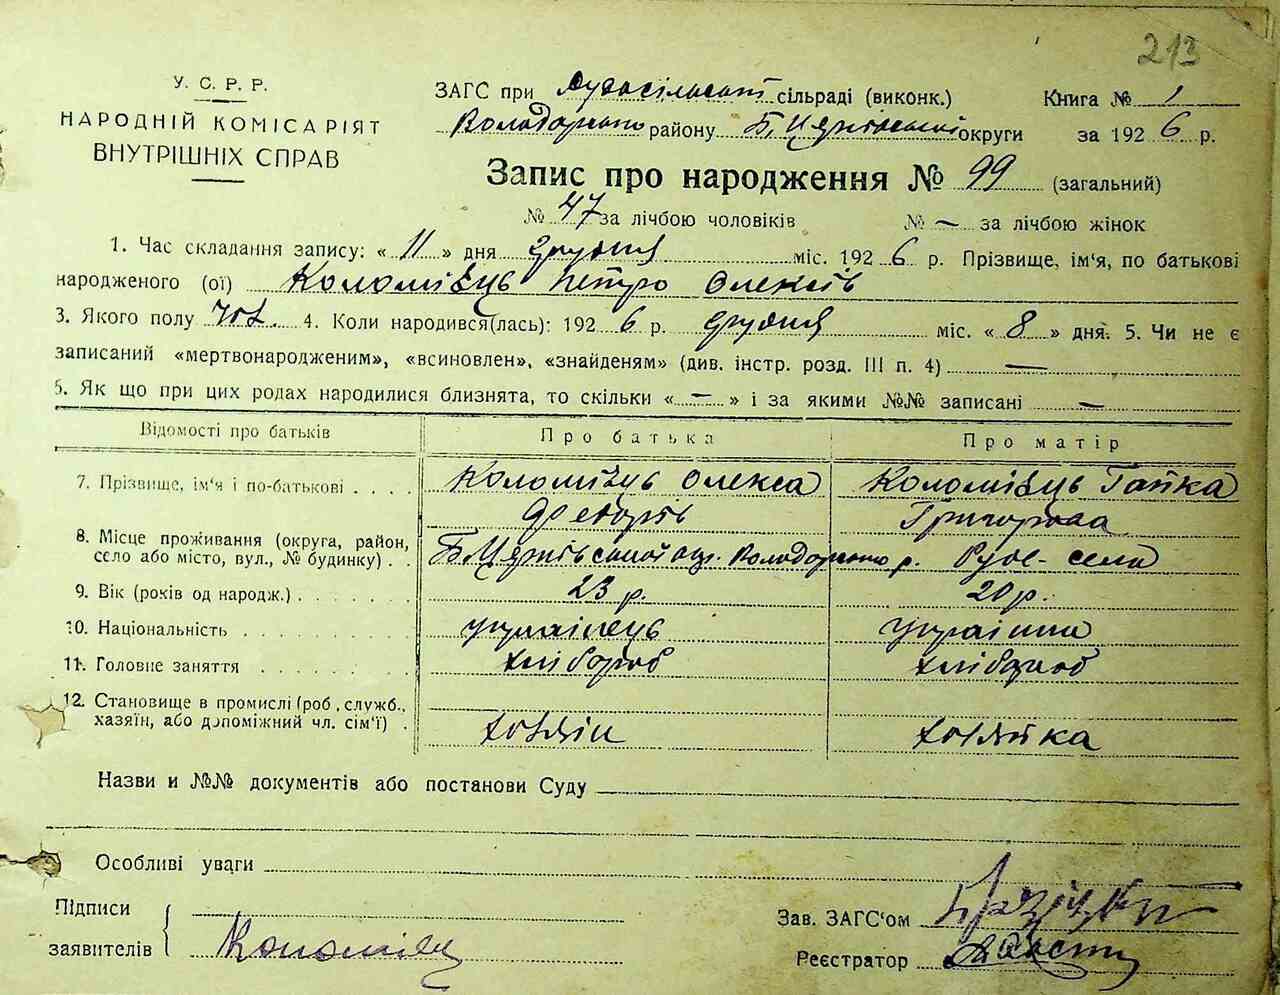 213
У. С. Р. Р.
НАРОДНІЙ КОМІСАРІЯТ
ВНУТРІШНІХ СПРАВ
ЗАГС при сільраді (виконк.) Книга № 1
району округи за 1926 р.
Запис про народження № 99 (загальний)
№ 47 за лічбою чоловіків № — за лічбою жінок
1. Час складання запису: « 11 » дня грудня міс. 1926 р. Прізвище, ім'я, по батькові
народженого (ої) Коломієць Петро Олексів
3. Якого полу чол. 4. Коли народився(лась): 1926 р. грудня міс. « 8 » дня. 5. Чи не є
записаний «мертвонародженим», «всиновлен», «знайденям» (див. інстр. розд. III п. 4) —
5. Як що при цих родах народилися близнята, то скільки « — » і за якими №№ записані —
Відомості про батьків Про батька Про матір
7. Прізвище, ім'я і по-батькові Коломієць Олекса Коломієць Гапка
Григорова
8. Місце проживання (округа, район,
село або місто, вул., № будинку) Б. Церківської окр. р. Руде-село
9. Вік (років од народж.) 23 р. 20 р.
10. Національність українець українка
11. Головне заняття хлібороб хлібороб
12. Становище в промислі (роб., служб.,
хазяїн, або допоміжний чл. сім'ї) хазяїн хазяйка
Назви и №№ документів або постанови Суду
Особливі уваги
Підписи
заявителів Коломієц
Зав. ЗАГС'ом
Реєстратор